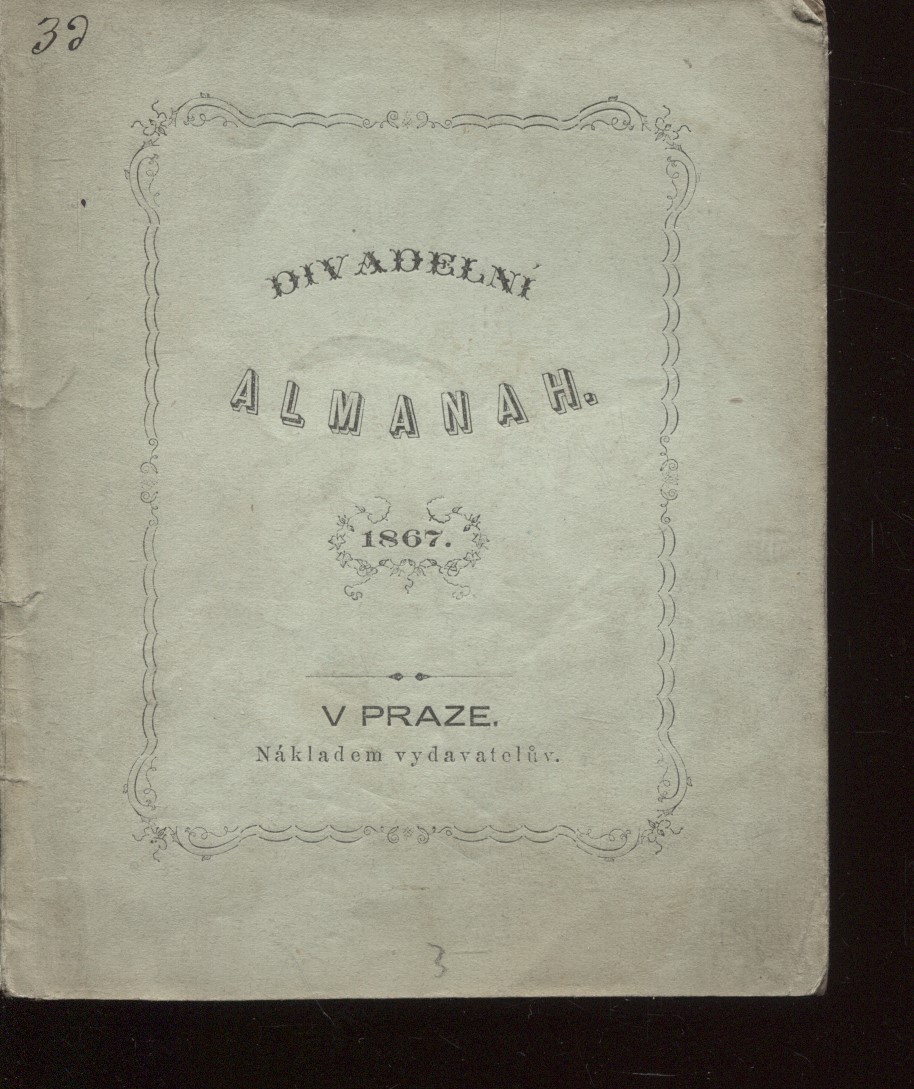 32
DIVADELNÍ
ALMANAH.
1867.
V PRAZE.
Nákladem vydavatelův.
3